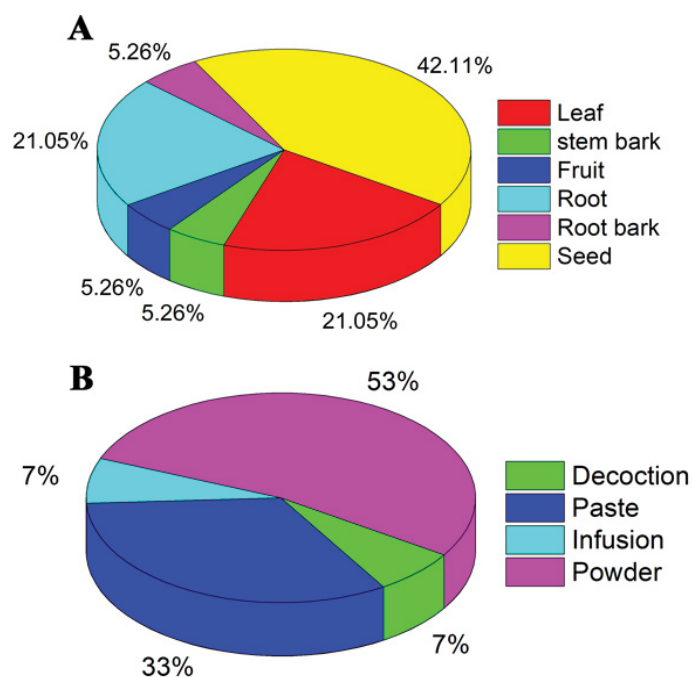 A
5.26%
42.11%
21.05%
5.26%
5.26%
21.05%
Leaf
stem bark
Fruit
Root
Root bark
Seed
B
53%
7%
33%
7%
Decoction
Paste
Infusion
Powder